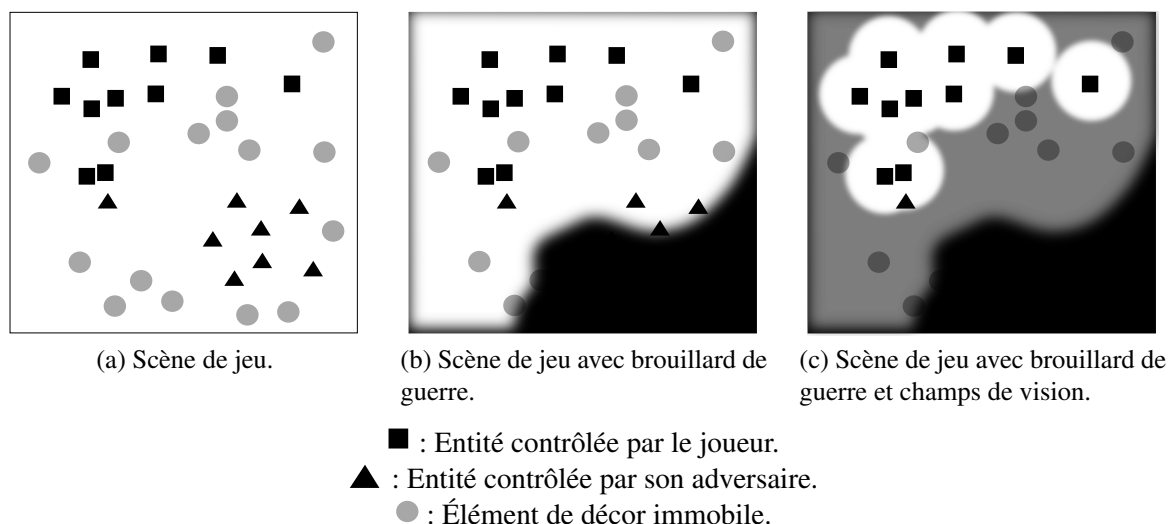 (a) Scène de jeu.
(b) Scène de jeu avec brouillard de
guerre.
(c) Scène de jeu avec brouillard de
guerre et champs de vision.
: Entité contrôlée par le joueur.
: Entité contrôlée par son adversaire.
: Élément de décor immobile.